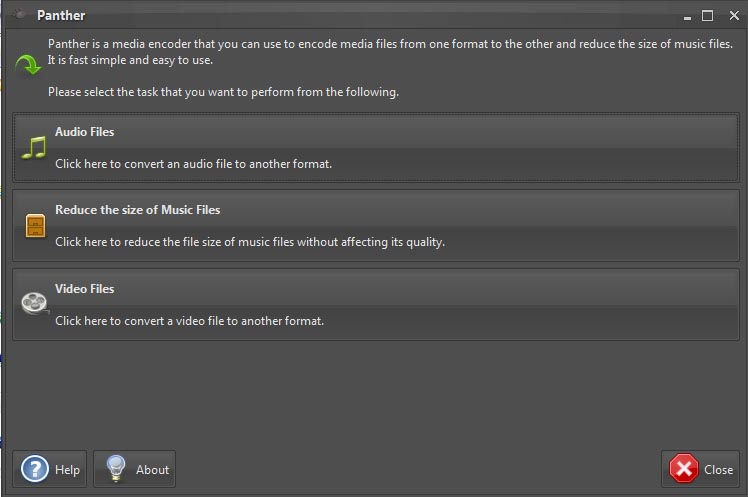 Panther
Panther is a media encoder that you can use to encode media files from one format to the other and reduce the size of music files.
It is fast simple and easy to use.
Please select the task that you want to perform from the following.
Audio Files
Click here to convert an audio file to another format.
Reduce the size of Music Files
Click here to reduce the file size of music files without affecting its quality.
Video Files
Click here to convert a video file to another format.
Help
About
Close